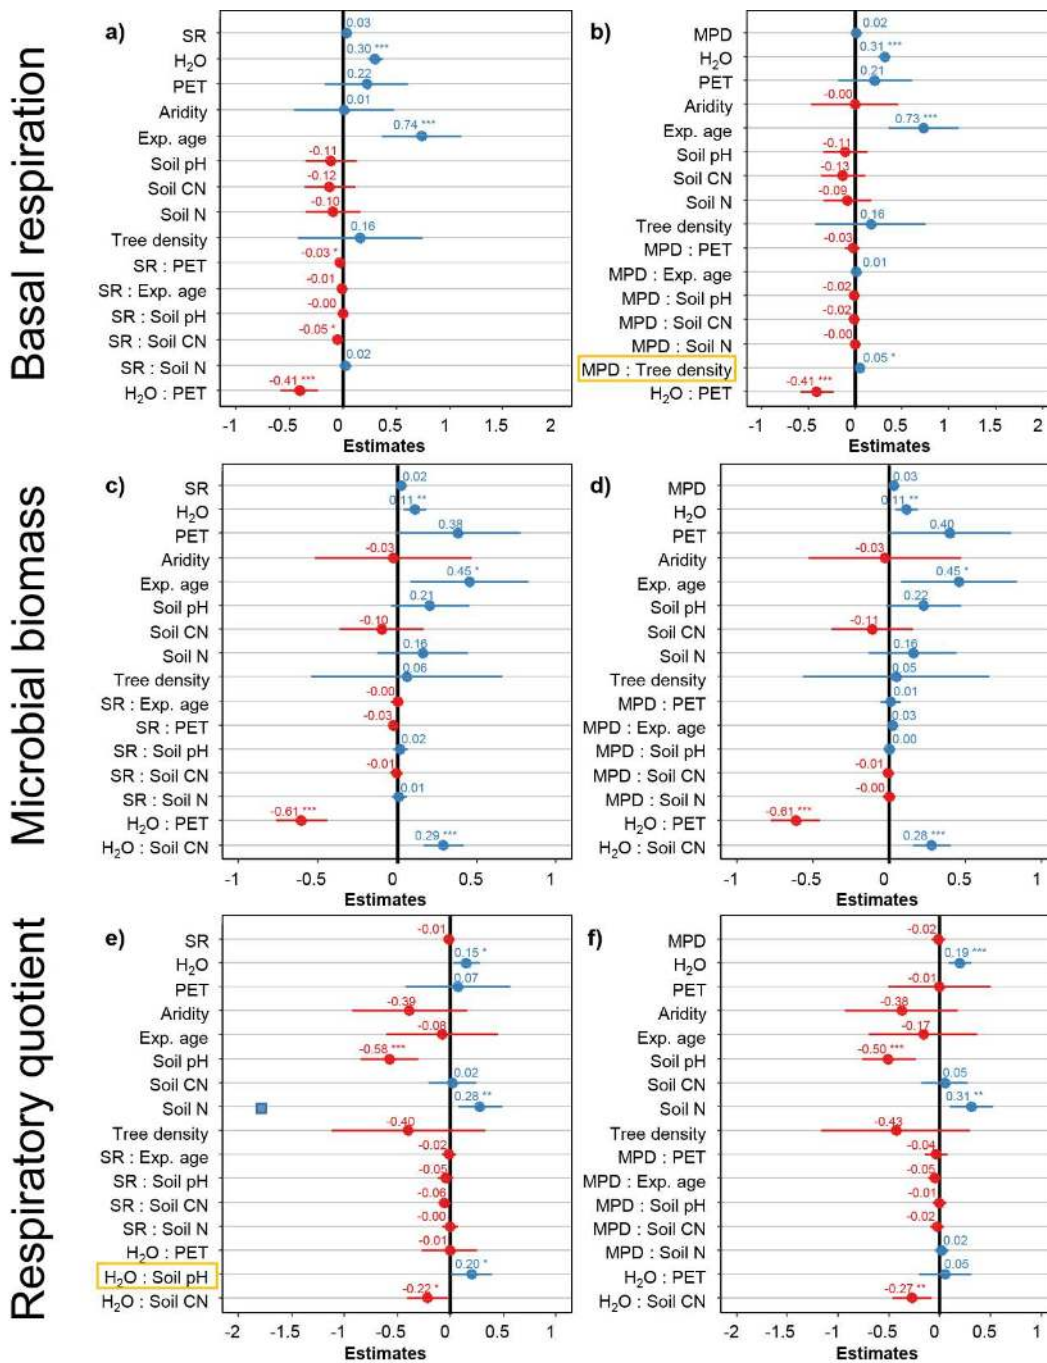 Basal respiration
a)
SR 0.03
H2O 0.30 ***
PET 0.22
Aridity 0.01
Exp. age 0.74 ***
Soil pH -0.11
Soil CN -0.12
Soil N -0.10
Tree density 0.16
SR : PET -0.03 *
SR : Exp. age -0.01
SR : Soil pH -0.00
SR : Soil CN -0.05 *
SR : Soil N 0.02
H2O : PET -0.41 ***
-1 -0.5 0 0.5 1 1.5 2
Estimates
b)
MPD 0.02
H2O 0.31 ***
PET 0.21
Aridity -0.00
Exp. age 0.73 ***
Soil pH -0.11
Soil CN -0.13
Soil N -0.09
Tree density 0.16
MPD : PET -0.03
MPD : Exp. age 0.01
MPD : Soil pH -0.02
MPD : Soil CN -0.02
MPD : Soil N -0.00
MPD : Tree density 0.05 *
H2O : PET -0.41 ***
-1 -0.5 0 0.5 1 1.5 2
Estimates
Microbial biomass
c)
SR 0.02
H2O 0.11 **
PET 0.38
Aridity -0.03
Exp. age 0.45 *
Soil pH 0.21
Soil CN -0.10
Soil N 0.16
Tree density 0.06
SR : Exp. age -0.00
SR : PET -0.03
SR : Soil pH 0.02
SR : Soil CN -0.01
SR : Soil N 0.01
H2O : PET -0.61 ***
H2O : Soil CN 0.29 ***
-1 -0.5 0 0.5 1
Estimates
d)
MPD 0.03
H2O 0.11 **
PET 0.40
Aridity -0.03
Exp. age 0.45 *
Soil pH 0.22
Soil CN -0.11
Soil N 0.16
Tree density 0.05
MPD : PET 0.01
MPD : Exp. age 0.03
MPD : Soil pH 0.00
MPD : Soil CN -0.01
MPD : Soil N -0.00
H2O : PET -0.61 ***
H2O : Soil CN 0.28 ***
-1 -0.5 0 0.5 1
Estimates
Respiratory quotient
e)
SR -0.01
H2O 0.15 *
PET 0.07
Aridity -0.39
Exp. age -0.08
Soil pH -0.58 ***
Soil CN 0.02
Soil N 0.28 **
Tree density -0.40
SR : Exp. age -0.02
SR : Soil pH -0.05
SR : Soil CN -0.06
SR : Soil N -0.00
H2O : PET -0.01
H2O : Soil pH 0.20 *
H2O : Soil CN -0.22 *
-2 -1.5 -1 -0.5 0 0.5 1
Estimates
f)
MPD -0.02
H2O 0.19 ***
PET -0.01
Aridity -0.38
Exp. age -0.17
Soil pH -0.50 ***
Soil CN 0.05
Soil N 0.31 **
Tree density -0.43
MPD : PET -0.04
MPD : Exp. age -0.05
MPD : Soil pH -0.01
MPD : Soil CN -0.02
MPD : Soil N 0.02
H2O : PET 0.05
H2O : Soil CN -0.27 **
-2 -1.5 -1 -0.5 0 0.5 1
Estimates